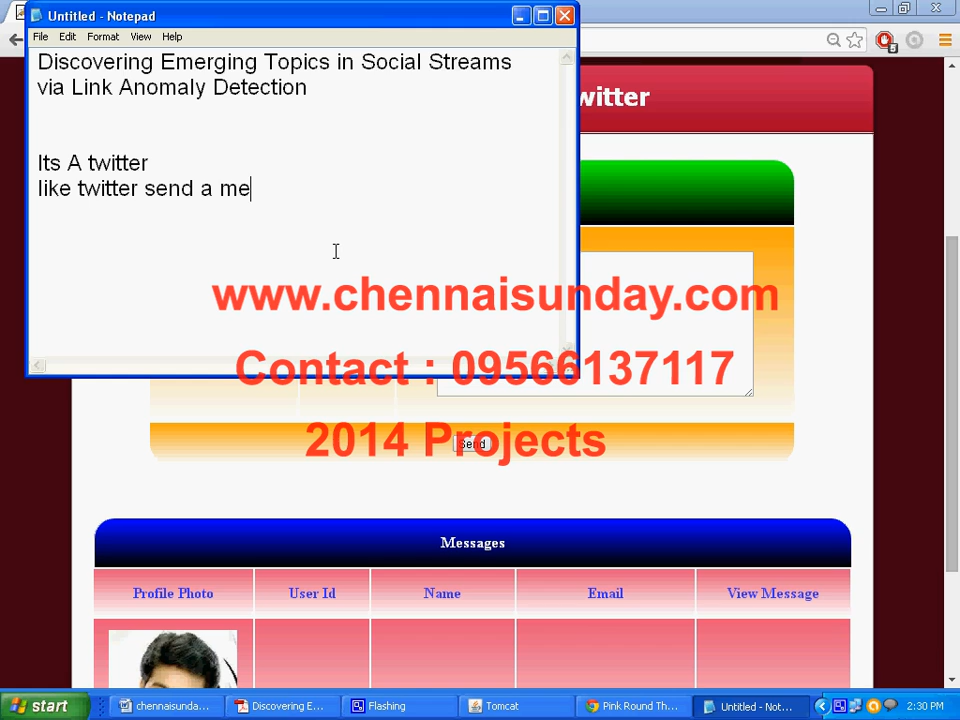 Untitled - Notepad
File Edit Format View Help
Discovering Emerging Topics in Social Streams
via Link Anomaly Detection
Its A twitter
like twitter send a me
witter
www.chennaisunday.com
Contact : 09566137117
2014 Projects
Send
Messages
Profile Photo User Id Name Email View Message
start chennaisunda... Discovering E... Flashing Tomcat Pink Round Th... Untitled - Not... 2:30 PM